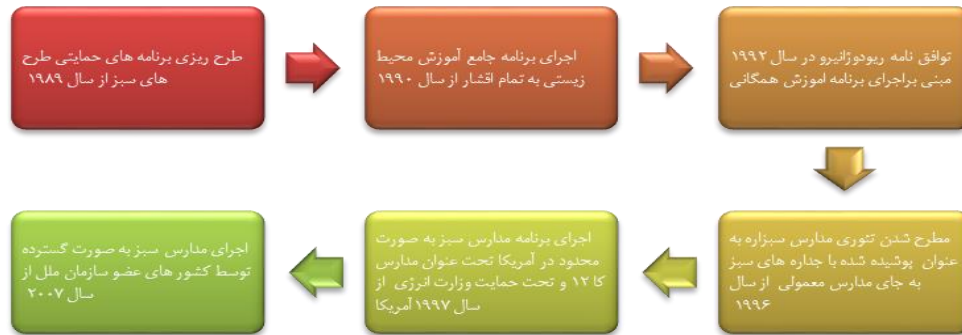 طرح ریزی برنامه های حمایتی طرح
های سبز از سال ۱۹۸۹
اجرای برنامه جامع آموزش محیط
زیستی به تمام اقشار از سال ۱۹۹۰
توافق نامه ریودوژانیرو در سال ۱۹۹۲
مبنی براجرای برنامه اموزش همگانی
مطرح شدن تئوری مدارس سبزاره به
عنوان پوشیده شده با جداره های سبز
به جای مدارس معمولی از سال
۱۹۹۶
اجرای برنامه مدارس سبز به صورت
محدود در آمریکا تحت عنوان مدارس
کا ۱۲ و تحت حمایت وزارت انرژی از
سال ۱۹۹۷ آمریکا
اجرای مدارس سبز به صورت گسترده
توسط کشور های عضو سازمان ملل از
سال ۲۰۰۷